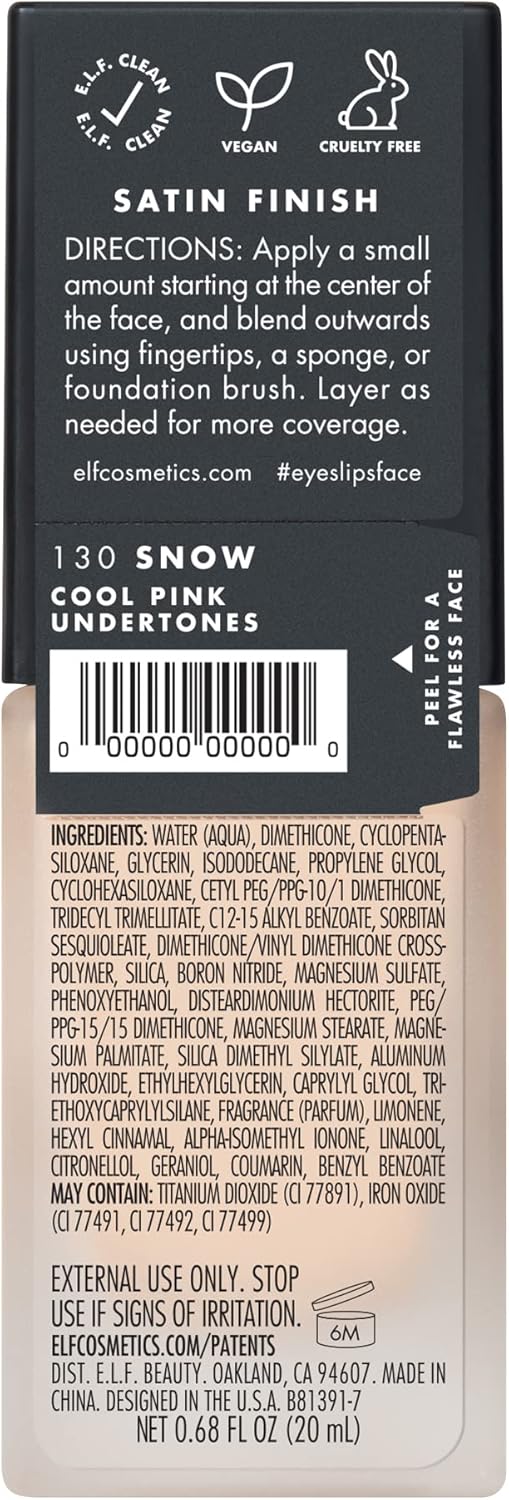 E.L.F. CLEAN
E.L.F. CLEAN
VEGAN
CRUELTY FREE
SATIN FINISH
DIRECTIONS: Apply a small
amount starting at the center of
the face, and blend outwards
using fingertips, a sponge, or
foundation brush. Layer as
needed for more coverage.
elfcosmetics.com #eyeslipsface
130 SNOW
COOL PINK
UNDERTONES
PEEL FOR A
FLAWLESS FACE
0 00000 00000 0
INGREDIENTS: WATER (AQUA), DIMETHICONE, CYCLOPENTA-
SILOXANE, GLYCERIN, ISODODECANE, PROPYLENE GLYCOL,
CYCLOHEXASILOXANE, CETYL PEG/PPG-10/1 DIMETHICONE,
TRIDECYL TRIMELLITATE, C12-15 ALKYL BENZOATE, SORBITAN
SESQUIOLEATE, DIMETHICONE/VINYL DIMETHICONE CROSS-
POLYMER, SILICA, BORON NITRIDE, MAGNESIUM SULFATE,
PHENOXYETHANOL, DISTEARDIMONIUM HECTORITE, PEG/
PPG-15/15 DIMETHICONE, MAGNESIUM STEARATE, MAGNE-
SIUM PALMITATE, SILICA DIMETHYL SILYLATE, ALUMINUM
HYDROXIDE, ETHYLHEXYLGLYCERIN, CAPRYLYL GLYCOL, TRI-
ETHOXYCAPRYLYLSILANE, FRAGRANCE (PARFUM), LIMONENE,
HEXYL CINNAMAL, ALPHA-ISOMETHYL IONONE, LINALOOL,
CITRONELLOL, GERANIOL, COUMARIN, BENZYL BENZOATE
MAY CONTAIN: TITANIUM DIOXIDE (CI 77891), IRON OXIDE
(CI 77491, CI 77492, CI 77499)
EXTERNAL USE ONLY. STOP
USE IF SIGNS OF IRRITATION.
6M
ELFCOSMETICS.COM/PATENTS
DIST. E.L.F. BEAUTY. OAKLAND, CA 94607. MADE IN
CHINA. DESIGNED IN THE U.S.A. B81391-7
NET 0.68 FL OZ (20 mL)